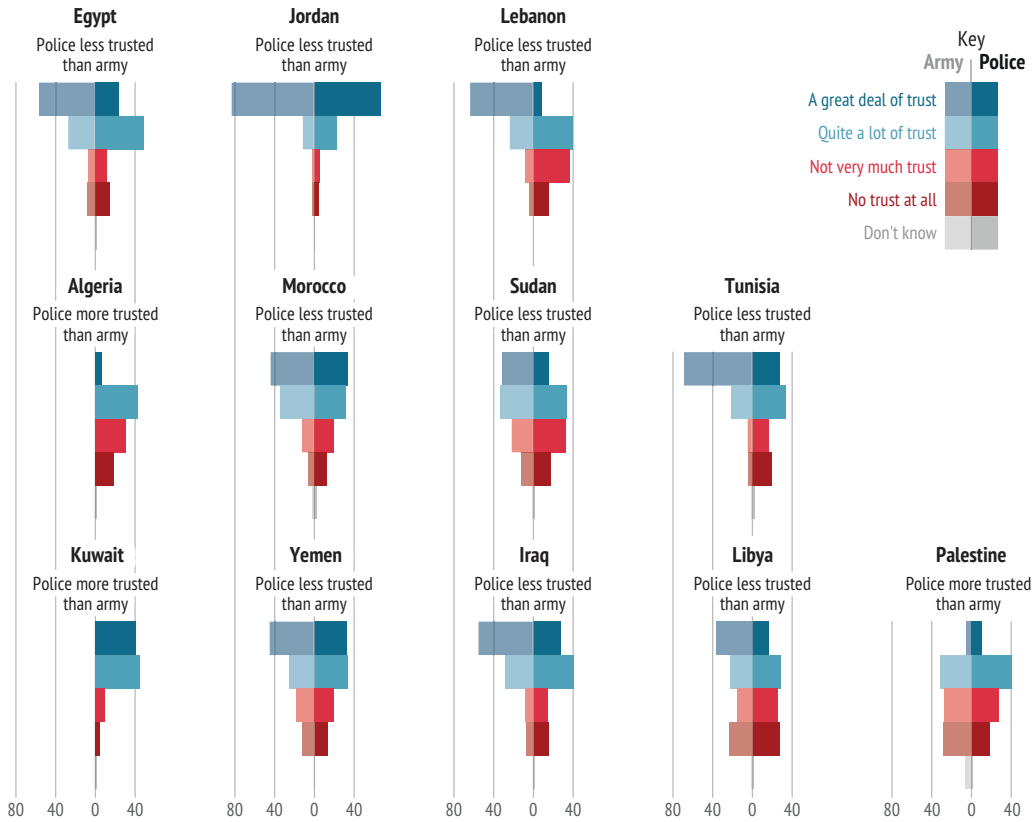 Egypt
Police less trusted
than army
Jordan
Police less trusted
than army
Lebanon
Police less trusted
than army
Key
Army Police
A great deal of trust
Quite a lot of trust
Not very much trust
No trust at all
Don't know
Algeria
Police more trusted
than army
Morocco
Police less trusted
than army
Sudan
Police less trusted
than army
Tunisia
Police less trusted
than army
Kuwait
Police more trusted
than army
Yemen
Police less trusted
than army
Iraq
Police less trusted
than army
Libya
Police less trusted
than army
Palestine
Police more trusted
than army
80 40 0 40
80 40 0 40
80 40 0 40
80 40 0 40
80 40 0 40